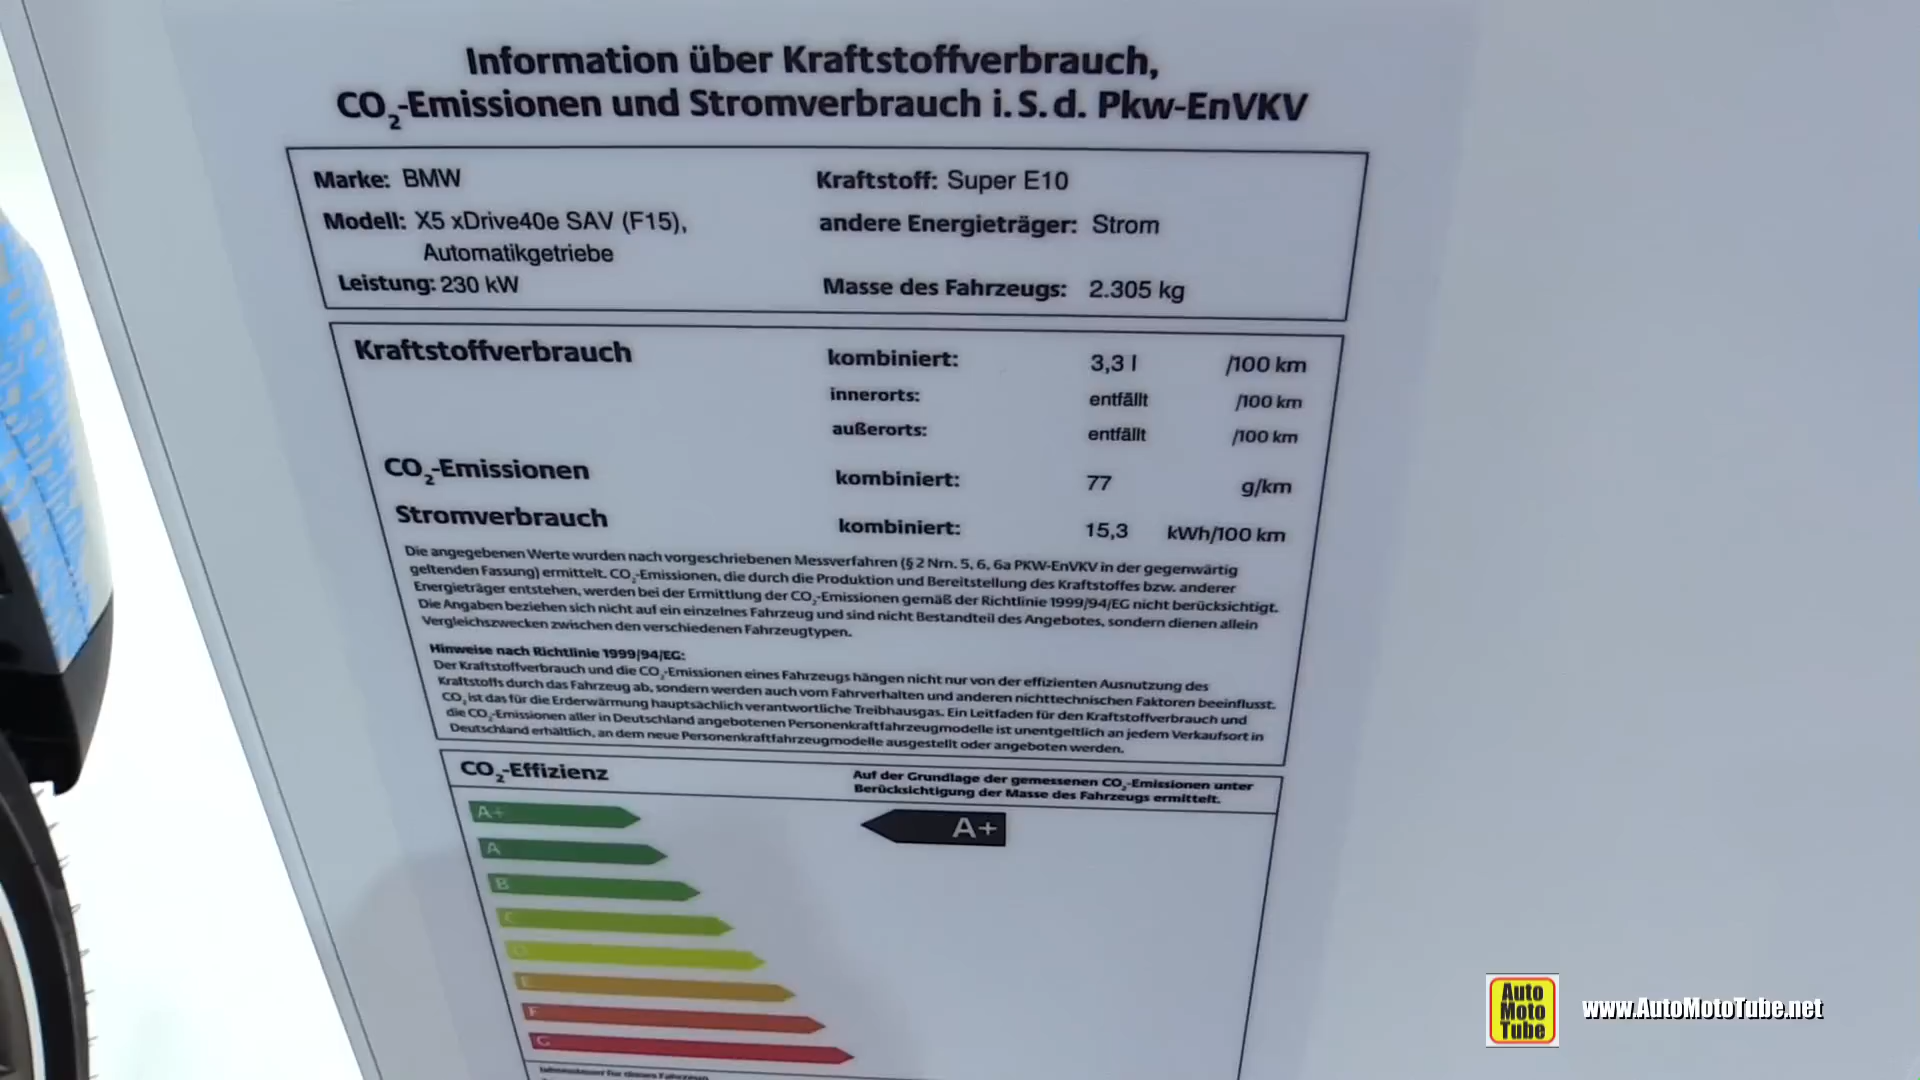 Information über Kraftstoffverbrauch,
CO₂-Emissionen und Stromverbrauch i. S. d. Pkw-EnVKV
Marke: BMW
Kraftstoff: Super E10
Modell: X5 xDrive40e SAV (F15),
Automatikgetriebe
andere Energieträger: Strom
Leistung: 230 kW
Masse des Fahrzeugs: 2.305 kg
Kraftstoffverbrauch kombiniert: 3,3 l /100 km
innerorts: entfällt /100 km
außerorts: entfällt /100 km
CO₂-Emissionen kombiniert: 77 g/km
Stromverbrauch kombiniert: 15,3 kWh/100 km
Die angegebenen Werte wurden nach vorgeschriebenen Messverfahren (§ 2 Nrn. 5, 6, 6a PKW-EnVKV in der gegenwärtig
geltenden Fassung) ermittelt. CO₂-Emissionen, die durch die Produktion und Bereitstellung des Kraftstoffes bzw. anderer
Energieträger entstehen, werden bei der Ermittlung der CO₂-Emissionen gemäß der Richtlinie 1999/94/EG nicht berücksichtigt.
Die Angaben beziehen sich nicht auf ein einzelnes Fahrzeug und sind nicht Bestandteil des Angebotes, sondern dienen allein
Vergleichszwecken zwischen den verschiedenen Fahrzeugtypen.
Hinweise nach Richtlinie 1999/94/EG:
Der Kraftstoffverbrauch und die CO₂-Emissionen eines Fahrzeugs hängen nicht nur von der effizienten Ausnutzung des
Kraftstoffs durch das Fahrzeug ab, sondern werden auch vom Fahrverhalten und anderen nichttechnischen Faktoren beeinflusst.
CO₂ ist das für die Erderwärmung hauptsächlich verantwortliche Treibhausgas. Ein Leitfaden für den Kraftstoffverbrauch und
die CO₂-Emissionen aller in Deutschland angebotenen Personenkraftfahrzeugmodelle ist unentgeltlich an jedem Verkaufsort in
Deutschland erhältlich, an dem neue Personenkraftfahrzeugmodelle ausgestellt oder angeboten werden.
CO₂-Effizienz
Auf der Grundlage der gemessenen CO₂-Emissionen unter
Berücksichtigung der Masse des Fahrzeugs ermittelt.
A+
A+
A
B
C
D
E
F
G
Jahressteuer für dieses Fahrzeug
Auto
Moto
Tube
www.AutoMotoTube.net